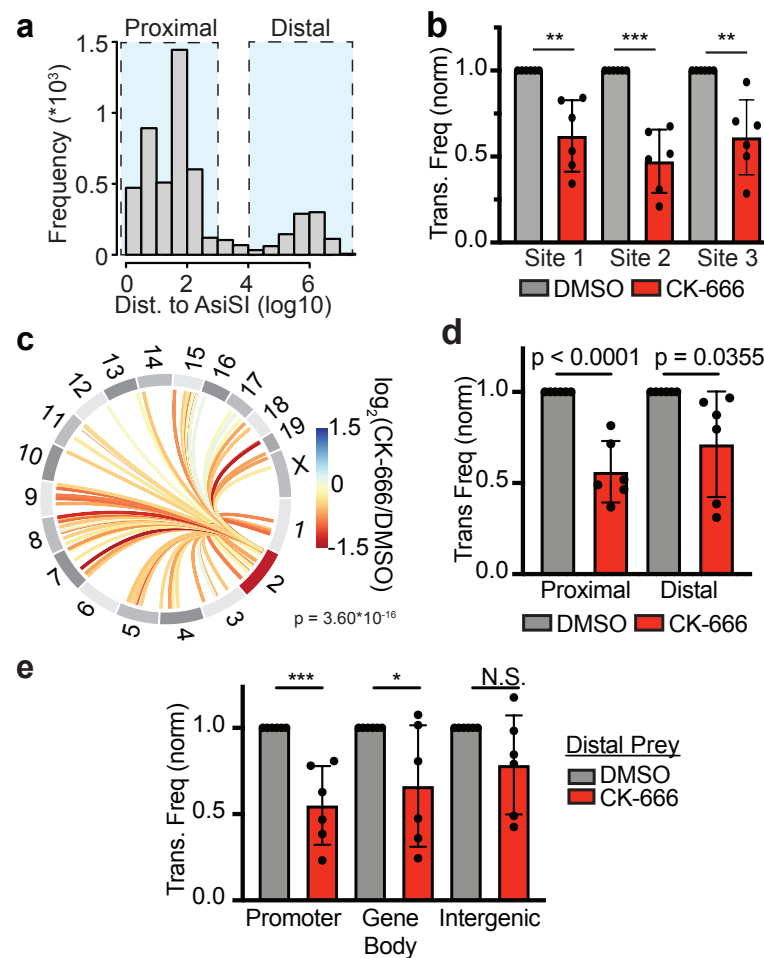 a
Proximal
Distal
Frequency (*10³)
1.5
1
0.5
0
0
2
4
6
Dist. to AsiSI (log10)
b
Trans. Freq (norm)
1.0
0.5
0.0
**
***
**
Site 1
Site 2
Site 3
DMSO
CK-666
c
1
2
3
4
5
6
7
8
9
10
11
12
13
14
15
16
17
18
19
X
log₂(CK-666/DMSO)
1.5
0
-1.5
p = 3.60*10⁻¹⁶
d
p < 0.0001
p = 0.0355
Trans Freq (norm)
1.0
0.5
0.0
Proximal
Distal
DMSO
CK-666
e
***
*
N.S.
Trans. Freq (norm)
1.0
0.5
0.0
Promoter
Gene
Body
Intergenic
Distal Prey
DMSO
CK-666